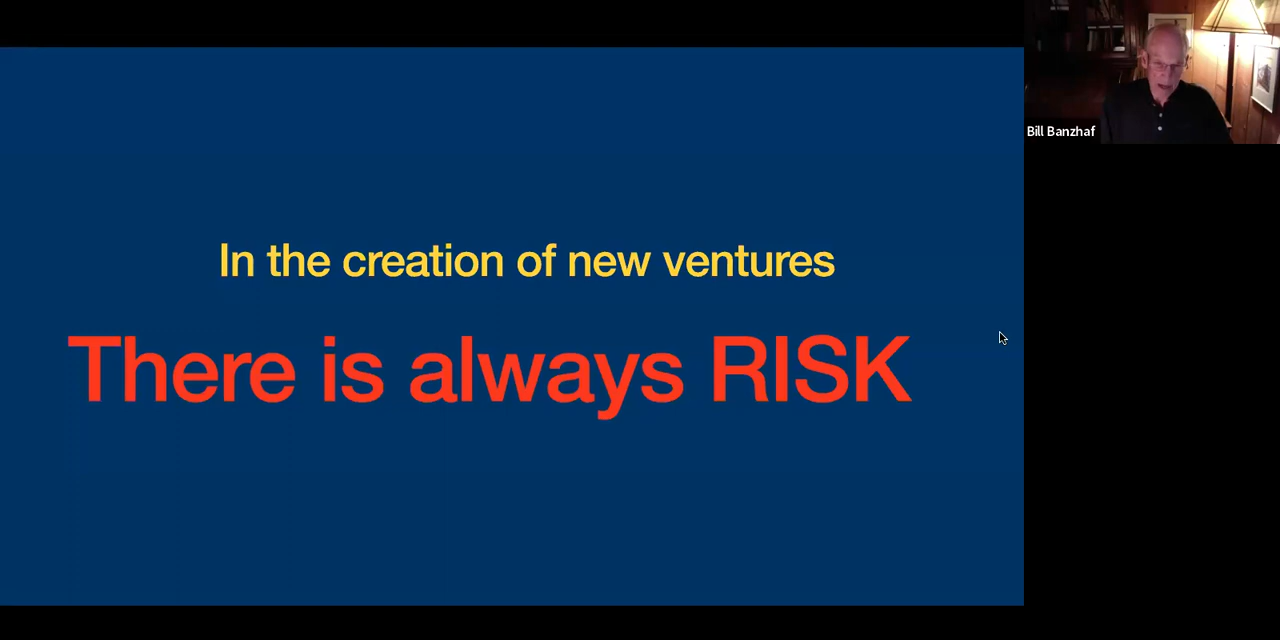 In the creation of new ventures
There is always RISK
Bill Banzhaf